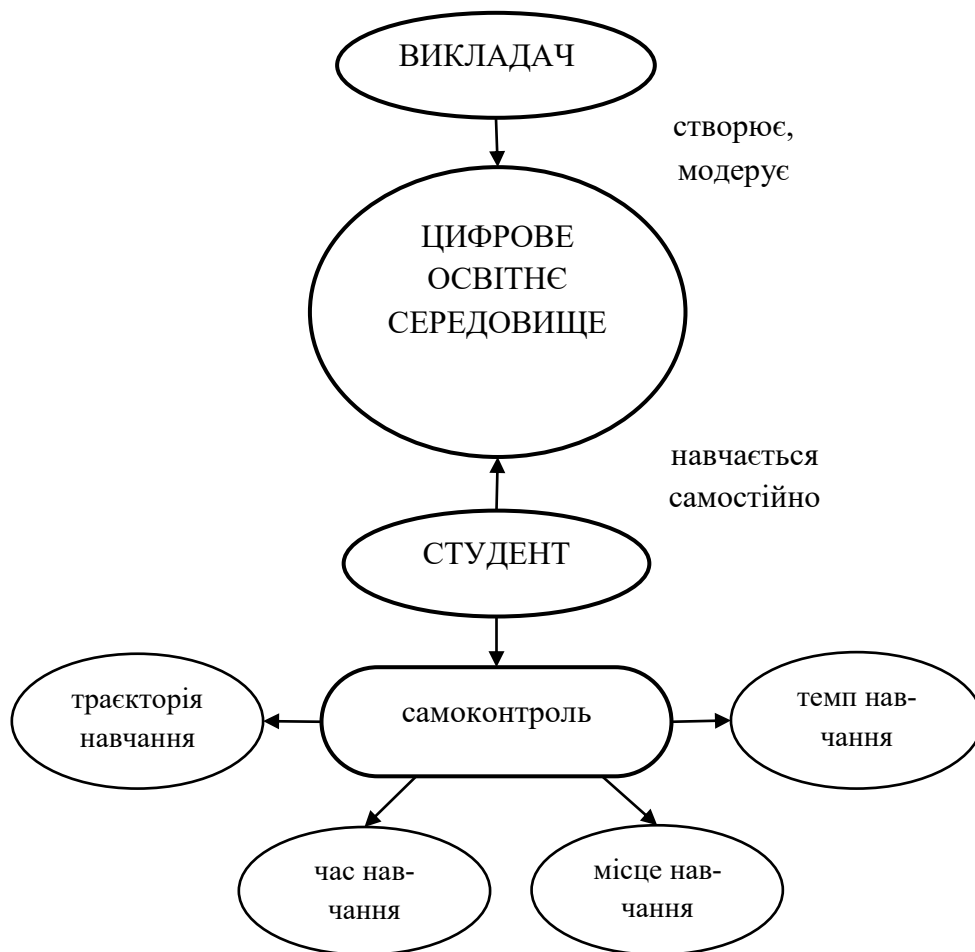 ВИКЛАДАЧ
створює,
модерує
ЦИФРОВЕ
ОСВІТНЄ
СЕРЕДОВИЩЕ
навчається
самостійно
СТУДЕНТ
самоконтроль
траєкторія
навчання
темп нав-
чання
час нав-
чання
місце нав-
чання